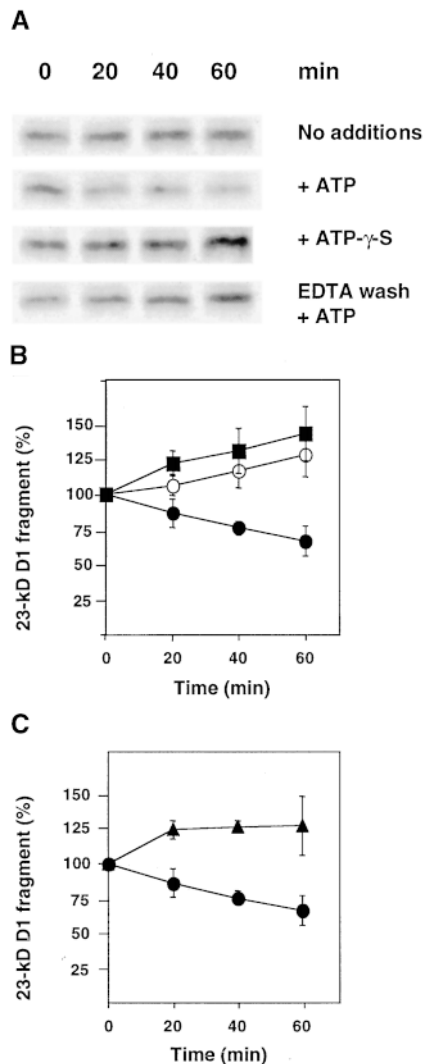 A
0 20 40 60 min
No additions
+ ATP
+ ATP-γ-S
EDTA wash
+ ATP
B
150
125
100
75
50
25
23-kD D1 fragment (%)
0 20 40 60
Time (min)
C
150
125
100
75
50
25
23-kD D1 fragment (%)
0 20 40 60
Time (min)